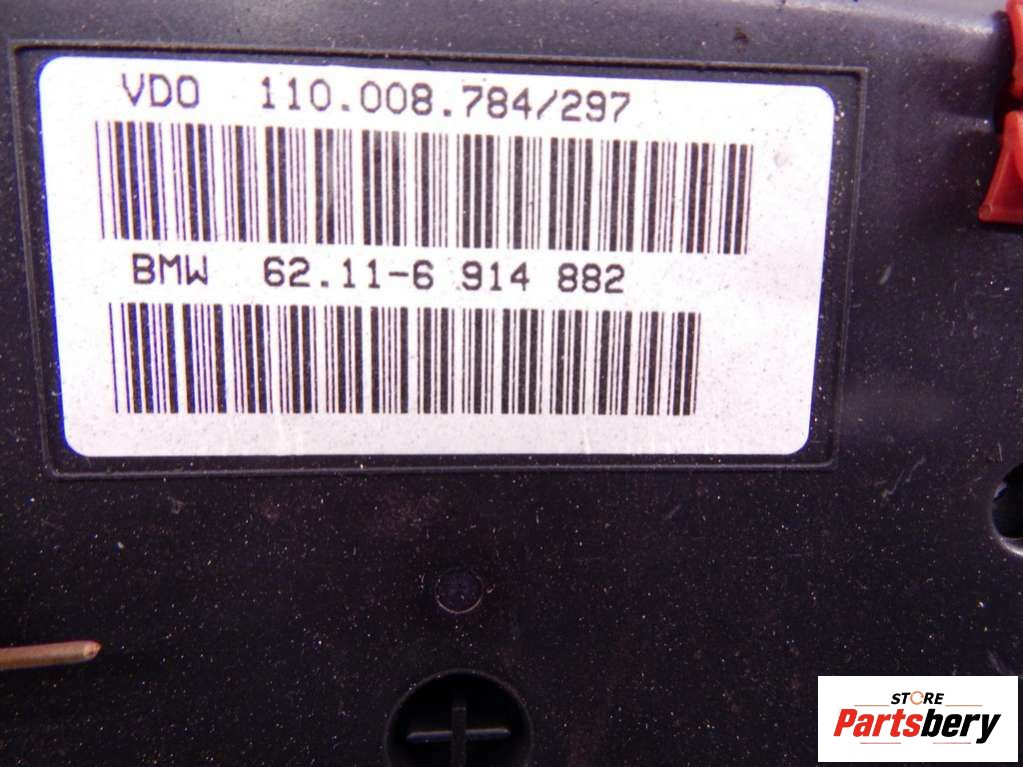 VDO 110.008.784/297
BMW 62.11-6 914 882
STORE
Partsbery